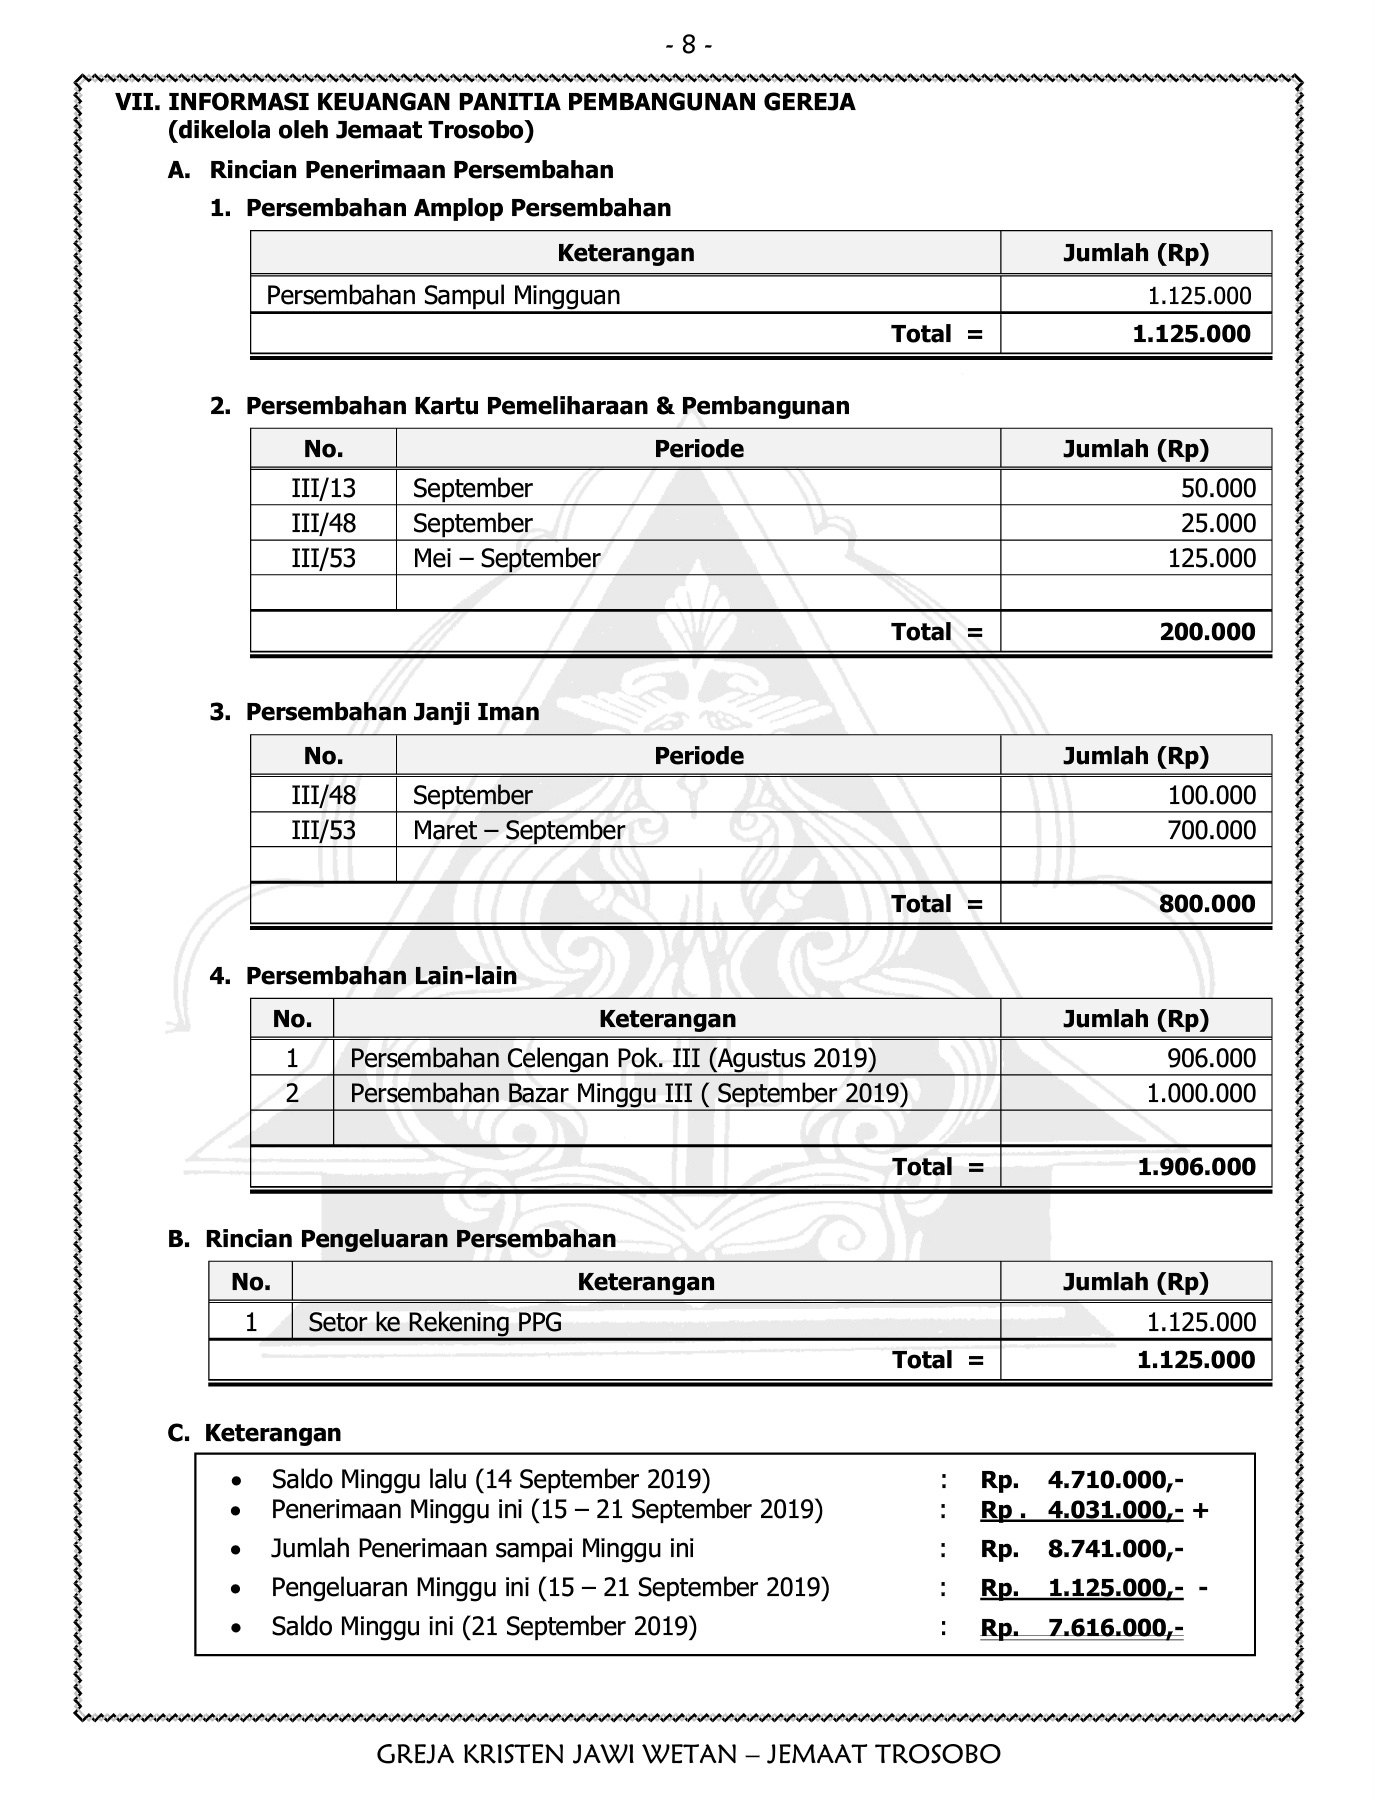 - 8 -
VII. INFORMASI KEUANGAN PANITIA PEMBANGUNAN GEREJA
(dikelola oleh Jemaat Trosobo)
A. Rincian Penerimaan Persembahan
1. Persembahan Amplop Persembahan
Keterangan Jumlah (Rp)
Persembahan Sampul Mingguan 1.125.000
Total = 1.125.000
2. Persembahan Kartu Pemeliharaan & Pembangunan
No. Periode Jumlah (Rp)
III/13 September 50.000
III/48 September 25.000
III/53 Mei – September 125.000
Total = 200.000
3. Persembahan Janji Iman
No. Periode Jumlah (Rp)
III/48 September 100.000
III/53 Maret – September 700.000
Total = 800.000
4. Persembahan Lain-lain
No. Keterangan Jumlah (Rp)
1 Persembahan Celengan Pok. III (Agustus 2019) 906.000
2 Persembahan Bazar Minggu III ( September 2019) 1.000.000
Total = 1.906.000
B. Rincian Pengeluaran Persembahan
No. Keterangan Jumlah (Rp)
1 Setor ke Rekening PPG 1.125.000
Total = 1.125.000
C. Keterangan
• Saldo Minggu lalu (14 September 2019) : Rp. 4.710.000,-
• Penerimaan Minggu ini (15 – 21 September 2019) : Rp . 4.031.000,- +
• Jumlah Penerimaan sampai Minggu ini : Rp. 8.741.000,-
• Pengeluaran Minggu ini (15 – 21 September 2019) : Rp. 1.125.000,- -
• Saldo Minggu ini (21 September 2019) : Rp. 7.616.000,-
GREJA KRISTEN JAWI WETAN – JEMAAT TROSOBO